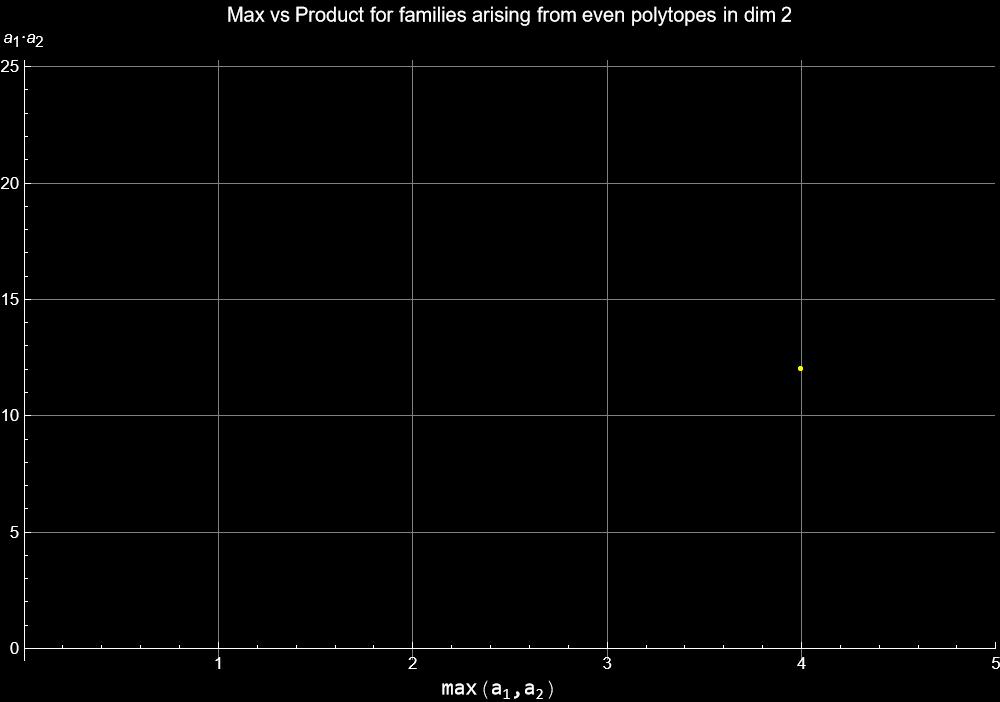 Max vs Product for families arising from even polytopes in dim 2
a₁·a₂
25
20
15
10
5
0
1 2 3 4 5
max(a₁,a₂)